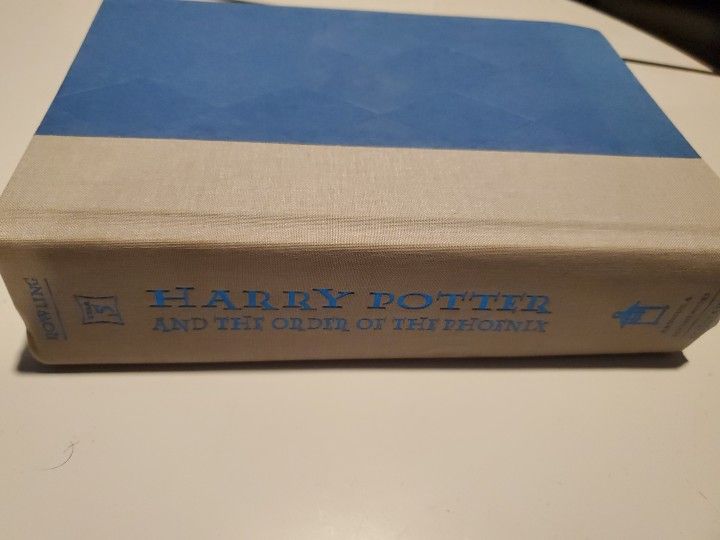 ROWLING
YEAR
5
HARRY POTTER
AND THE ORDER OF THE PHOENIX